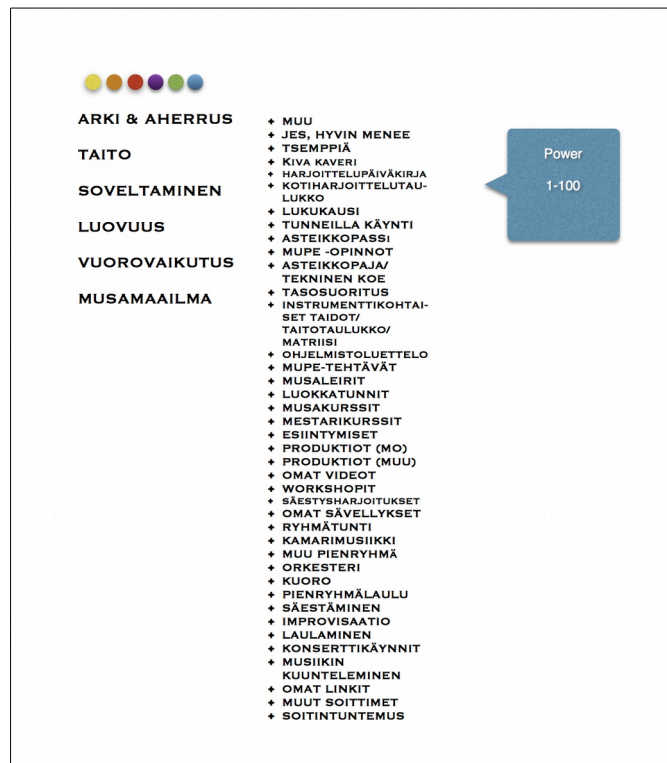 ARKI & AHERRUS
TAITO
SOVELTAMINEN
LUOVUUS
VUOROVAIKUTUS
MUSAMAAILMA
+ MUU
+ JES, HYVIN MENEE
+ TSEMPPIÄ
+ KIVA KAVERI
+ HARJOITTELUPÄIVÄKIRJA
+ KOTIHARJOITTELUTAU-
LUKKO
+ LUKUKAUSI
+ TUNNEILLA KÄYNTI
+ ASTEIKKOPASSI
+ MUPE -OPINNOT
+ ASTEIKKOPAJA/
TEKNINEN KOE
+ TASOSUORITUS
+ INSTRUMENTTIKOHTAI-
SET TAIDOT/
TAITOTAULUKKO/
MATRIISI
+ OHJELMISTOLUETTELO
+ MUPE-TEHTÄVÄT
+ MUSALEIRIT
+ LUOKKATUNNIT
+ MUSAKURSSIT
+ MESTARIKURSSIT
+ ESIINTYMISET
+ PRODUKTIOT (MO)
+ PRODUKTIOT (MUU)
+ OMAT VIDEOT
+ WORKSHOPIT
+ SÄESTYSHARJOITUKSET
+ OMAT SÄVELLYKSET
+ RYHMÄTUNTI
+ KAMARIMUSIIKKI
+ MUU PIENRYHMÄ
+ ORKESTERI
+ KUORO
+ PIENRYHMÄLAULU
+ SÄESTÄMINEN
+ IMPROVISAATIO
+ LAULAMINEN
+ KONSERTTIKÄYNNIT
+ MUSIIKIN
KUUNTELEMINEN
+ OMAT LINKIT
+ MUUT SOITTIMET
+ SOITINTUNTEMUS
Power
1-100